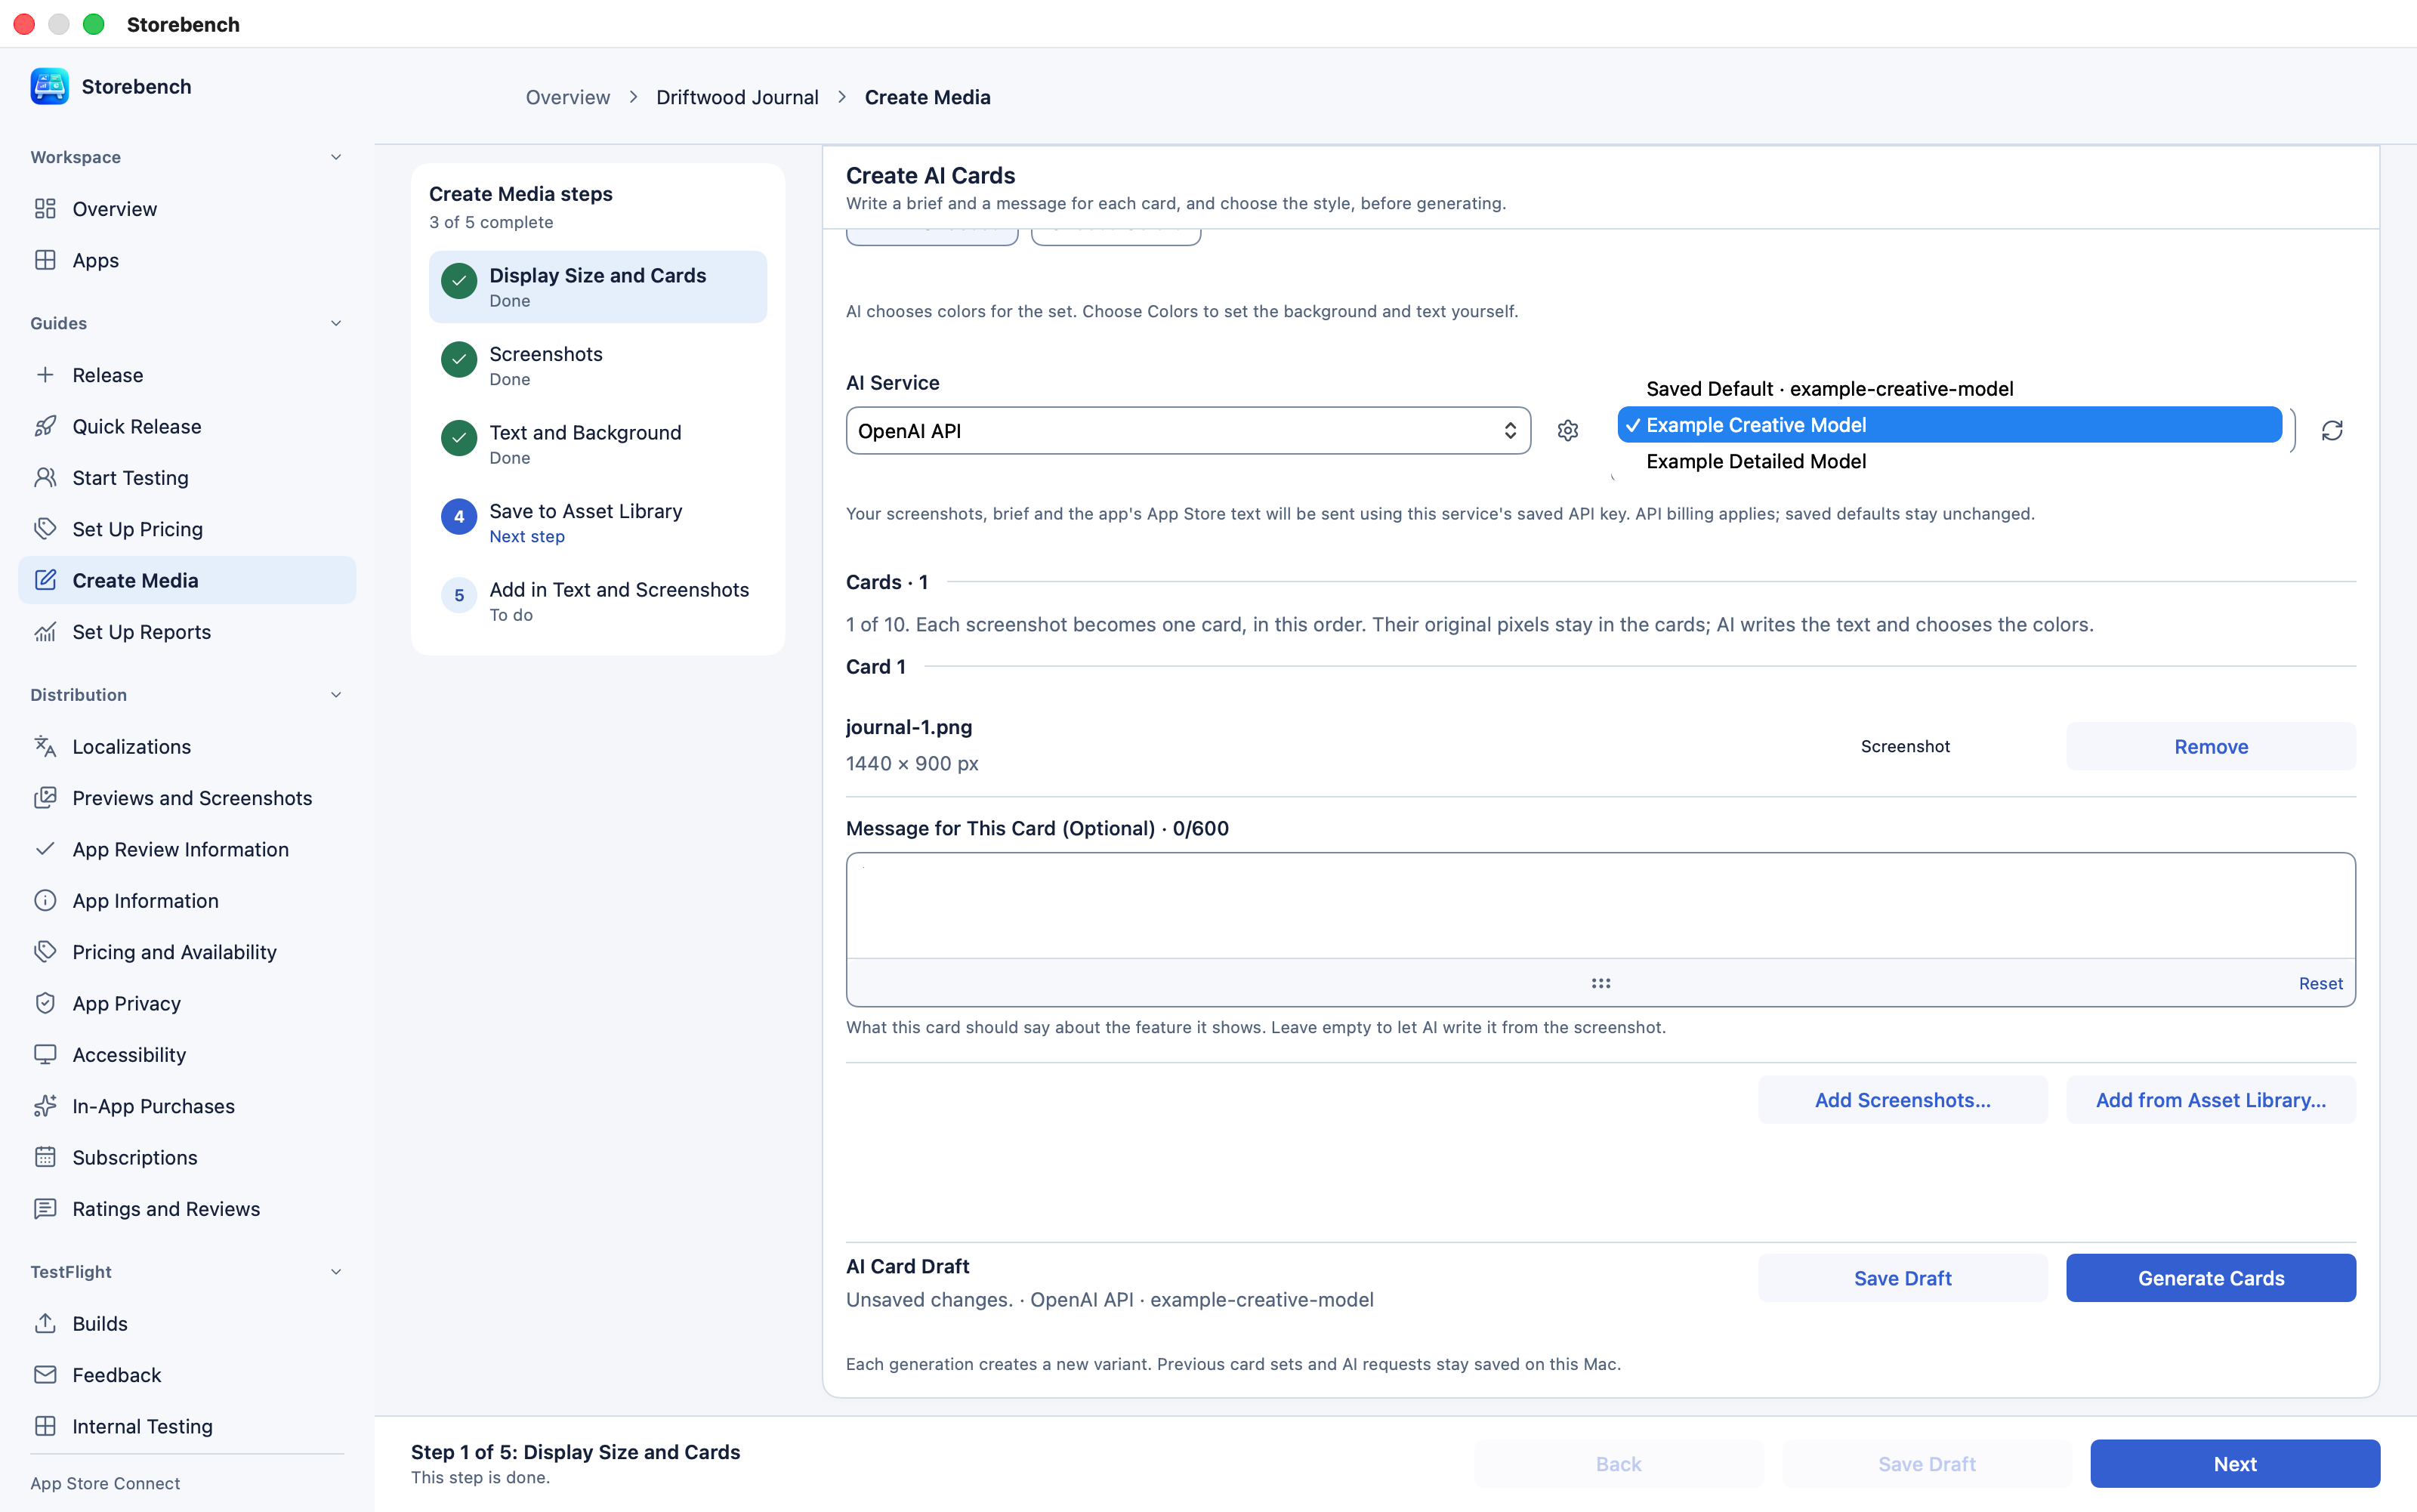 Storebench
Storebench
Workspace
Overview
Apps
Guides
Release
Quick Release
Start Testing
Set Up Pricing
Create Media
Set Up Reports
Distribution
Localizations
Previews and Screenshots
App Review Information
App Information
Pricing and Availability
App Privacy
Accessibility
In-App Purchases
Subscriptions
Ratings and Reviews
TestFlight
Builds
Feedback
Internal Testing
App Store Connect
Overview > Driftwood Journal > Create Media
Create Media steps
3 of 5 complete
Display Size and Cards
Done
Screenshots
Done
Text and Background
Done
4 Save to Asset Library
Next step
5 Add in Text and Screenshots
To do
Create AI Cards
Write a brief and a message for each card, and choose the style, before generating.
AI chooses colors for the set. Choose Colors to set the background and text yourself.
AI Service
OpenAI API
Saved Default · example-creative-model
✓ Example Creative Model
Example Detailed Model
Your screenshots, brief and the app's App Store text will be sent using this service's saved API key. API billing applies; saved defaults stay unchanged.
Cards · 1
1 of 10. Each screenshot becomes one card, in this order. Their original pixels stay in the cards; AI writes the text and chooses the colors.
Card 1
journal-1.png
1440 × 900 px
Screenshot
Remove
Message for This Card (Optional) · 0/600
Reset
What this card should say about the feature it shows. Leave empty to let AI write it from the screenshot.
Add Screenshots...
Add from Asset Library...
AI Card Draft
Unsaved changes. · OpenAI API · example-creative-model
Save Draft
Generate Cards
Each generation creates a new variant. Previous card sets and AI requests stay saved on this Mac.
Step 1 of 5: Display Size and Cards
This step is done.
Back
Save Draft
Next